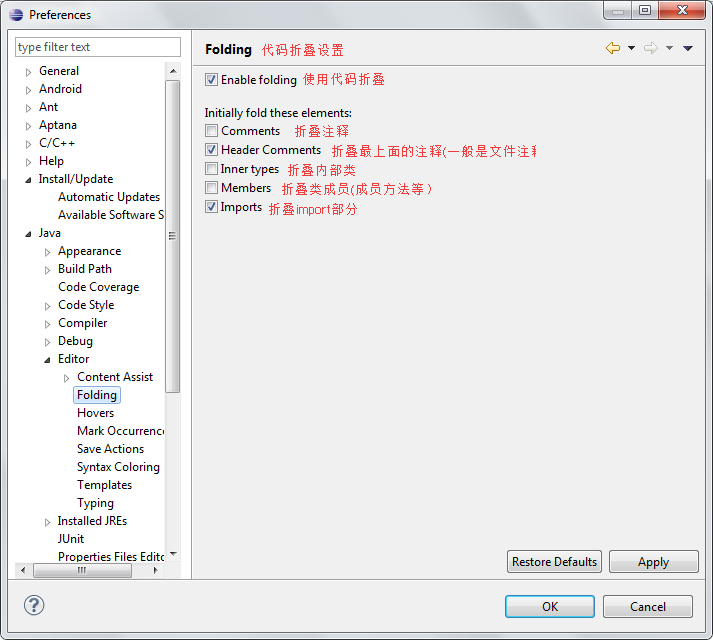 Preferences
type filter text
General
Android
Ant
Aptana
C/C++
Help
Install/Update
Automatic Updates
Available Software S
Java
Appearance
Build Path
Code Coverage
Code Style
Compiler
Debug
Editor
Content Assist
Folding
Hovers
Mark Occurrenc
Save Actions
Syntax Coloring
Templates
Typing
Installed JREs
JUnit
Properties Files Edito
Folding 代码折叠设置
Enable folding 使用代码折叠
Initially fold these elements:
Comments 折叠注释
Header Comments 折叠最上面的注释(一般是文件注释
Inner types 折叠内部类
Members 折叠类成员(成员方法等）
Imports 折叠import部分
Restore Defaults Apply
? OK Cancel